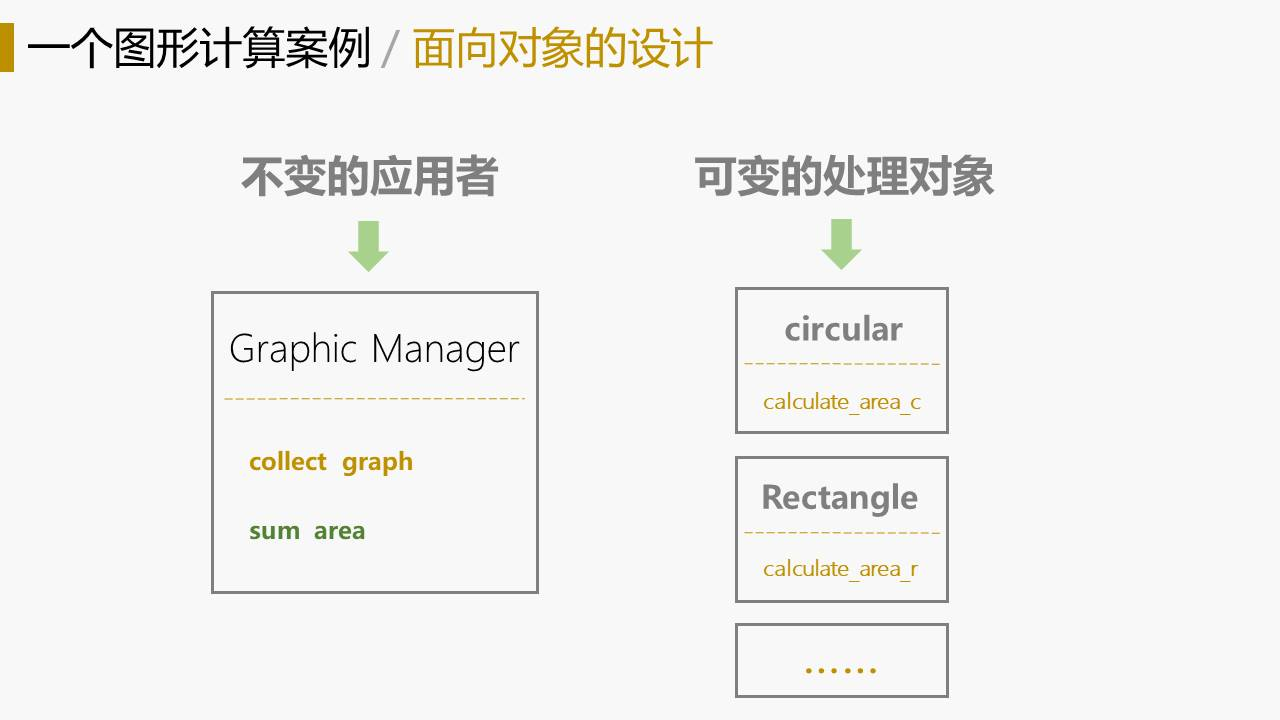 一个图形计算案例 / 面向对象的设计
不变的应用者
可变的处理对象
Graphic Manager
collect graph
sum area
circular
calculate_area_c
Rectangle
calculate_area_r
……